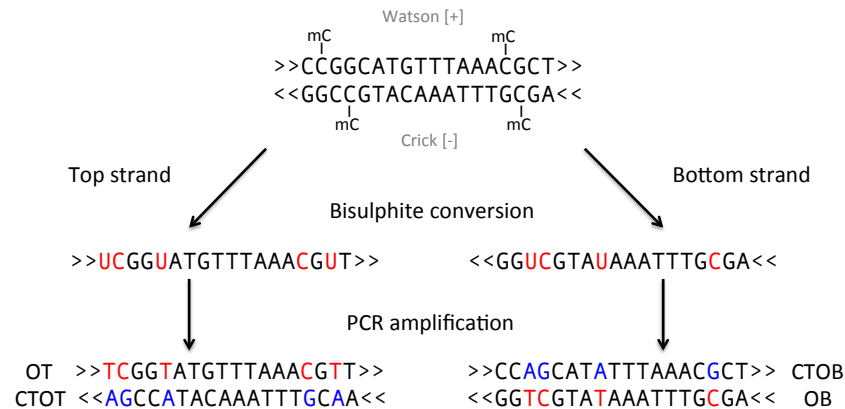 Watson [+]
mC mC
>>CCGGCATGTTTAAACGCT>>
<<GGCCGTACAAATTTGCGA<<
mC mC
Crick [-]
Top strand Bottom strand
Bisulphite conversion
>>UCGGUATGTTTAAACGUT>> <<GGUCGTAUAAATTTGCGA<<
PCR amplification
OT >>TCGGTATGTTTAAACGTT>> >>CCAGCATATTTAAACGCT>> CTOB
CTOT <<AGCCATACAAATTTGCAA<< <<GGTCGTATAAATTTGCGA<< OB